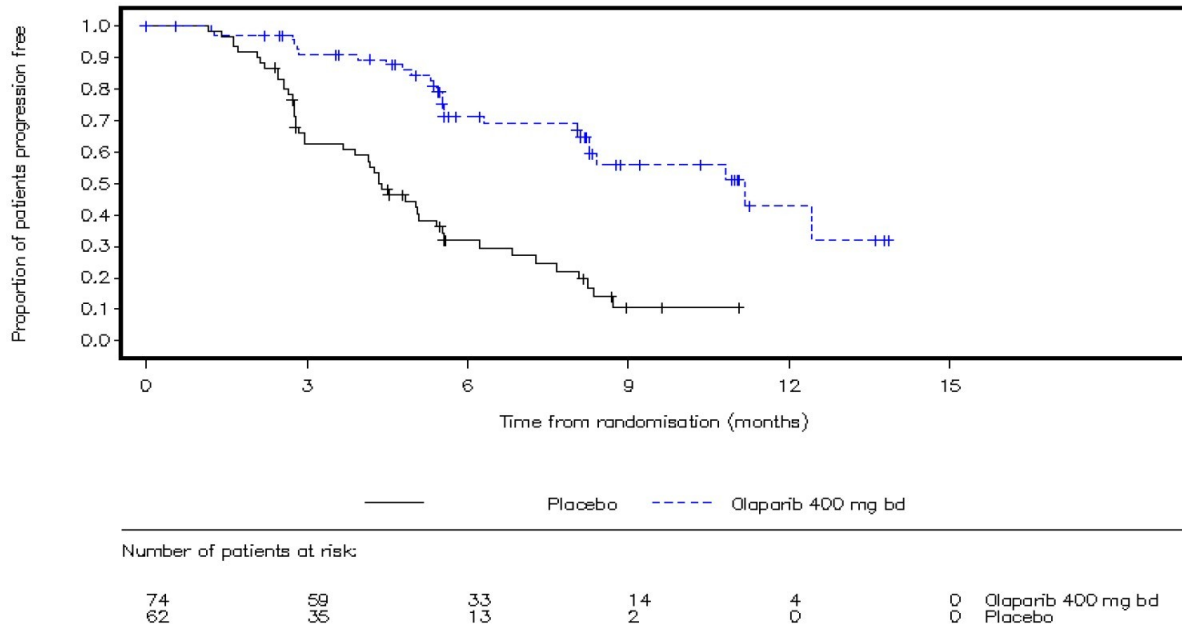 Proportion of patients progression free
1.0
0.9
0.8
0.7
0.6
0.5
0.4
0.3
0.2
0.1
0.0
0 3 6 9 12 15
Time from randomisation (months)
Placebo Olaparib 400 mg bd
Number of patients at risk:
74 59 33 14 4 0 Olaparib 400 mg bd
62 35 13 2 0 0 Placebo